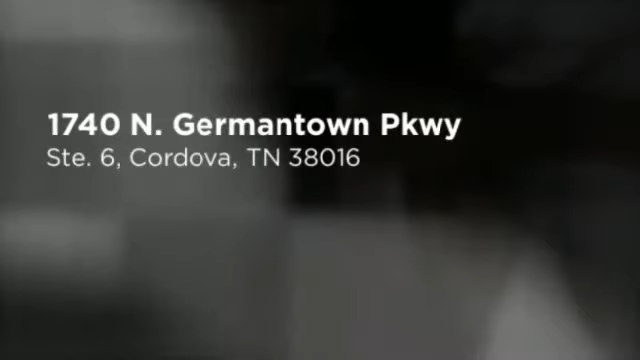 1740 N. Germantown Pkwy
Ste. 6, Cordova, TN 38016